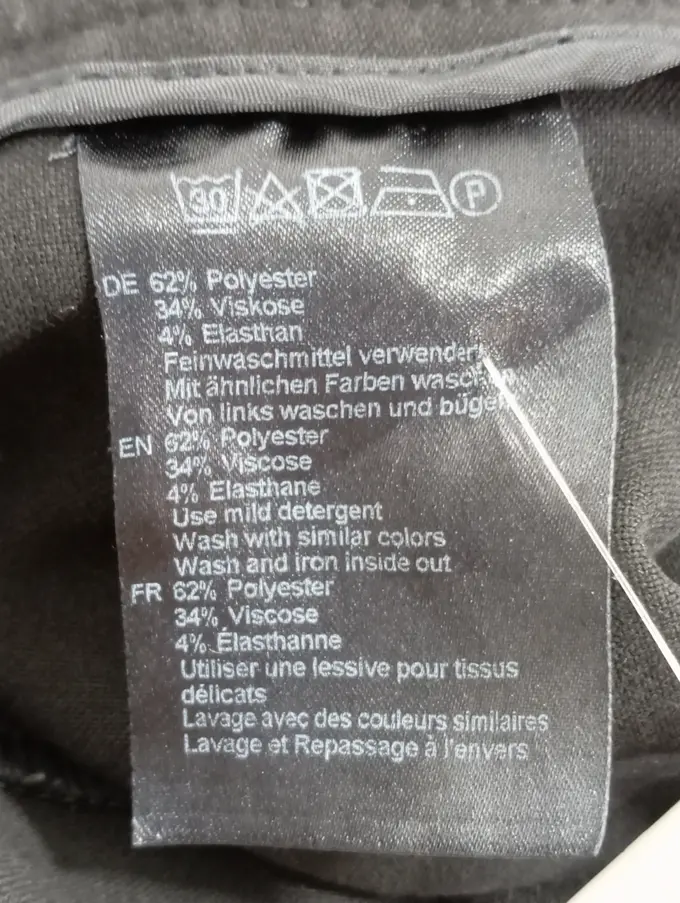 30 P
DE 62% Polyester
34% Viskose
4% Elasthan
Feinwaschmittel verwenden
Mit ähnlichen Farben waschen
Von links waschen und bügeln
EN 62% Polyester
34% Viscose
4% Elasthane
Use mild detergent
Wash with similar colors
Wash and iron inside out
FR 62% Polyester
34% Viscose
4% Élasthanne
Utiliser une lessive pour tissus
délicats
Lavage avec des couleurs similaires
Lavage et Repassage à l'envers